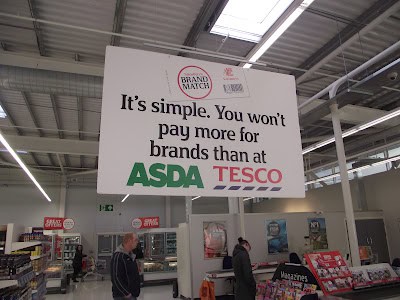 BRAND
MATCH
It's simple. You won't
pay more for
brands than at
ASDA TESCO
Magazines